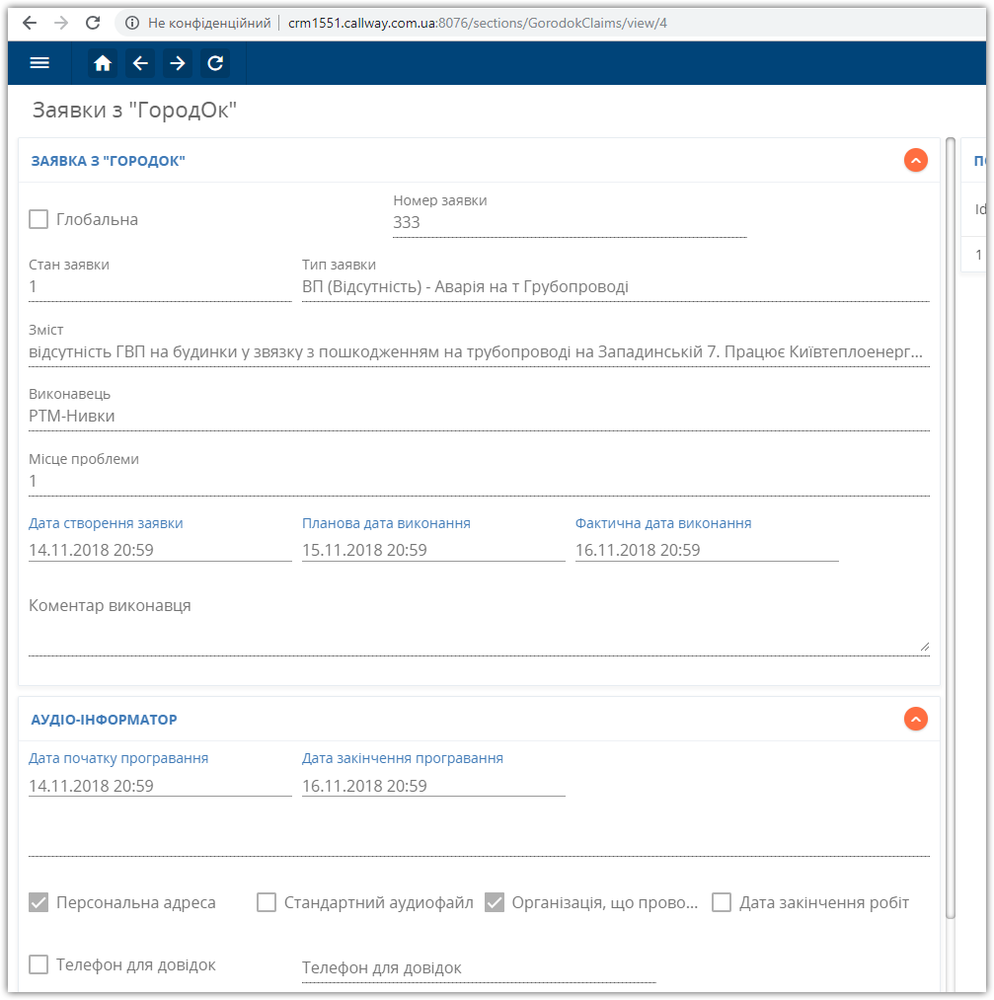 Не конфіденційний crm1551.callway.com.ua:8076/sections/GorodokClaims/view/4
Заявки з "ГородОк"
ЗАЯВКА З "ГОРОДОК"
Глобальна
Номер заявки
333
Стан заявки
1
Тип заявки
ВП (Відсутність) - Аварія на т Грубопроводі
Зміст
відсутність ГВП на будинки у звязку з пошкодженням на трубопроводі на Западинській 7. Працює Київтеплоенерг...
Виконавець
РТМ-Нивки
Місце проблеми
1
Дата створення заявки
14.11.2018 20:59
Планова дата виконання
15.11.2018 20:59
Фактична дата виконання
16.11.2018 20:59
Коментар виконавця
АУДІО-ІНФОРМАТОР
Дата початку програвання
14.11.2018 20:59
Дата закінчення програвання
16.11.2018 20:59
Персональна адреса Стандартний аудиофайл Організація, що прово... Дата закінчення робіт
Телефон для довідок Телефон для довідок
Id
1